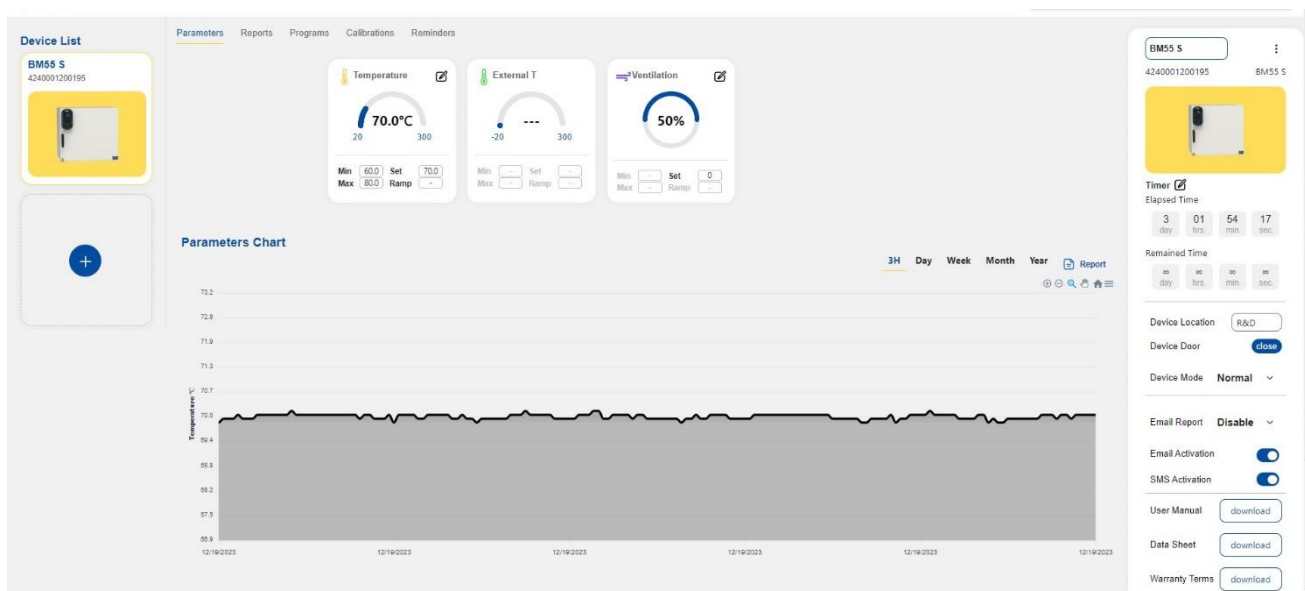 Device List
BM55 S
4240001200195
+
Parameters Reports Programs Calibrations Reminders
Temperature
70.0°C
20 300
Min 60.0 Set 70.0
Max 80.0 Ramp -
External T
---
-20 300
Min - Set -
Max - Ramp -
Ventilation
50%
Min - Set 0
Max - Ramp -
Parameters Chart
3H Day Week Month Year Report
73.2
72.6
71.9
71.3
70.7
70.0
69.4
68.8
68.2
67.5
66.9
Temperature °C
12/19/2023 12/19/2023 12/19/2023 12/19/2023 12/19/2023 12/19/2023
BM55 S
4240001200195 BM55 S
Timer
Elapsed Time
3 01 54 17
day hrs. min. sec.
Remained Time
∞ ∞ ∞ ∞
day hrs. min. sec.
Device Location R&D
Device Door close
Device Mode Normal
Email Report Disable
Email Activation
SMS Activation
User Manual download
Data Sheet download
Warranty Terms download